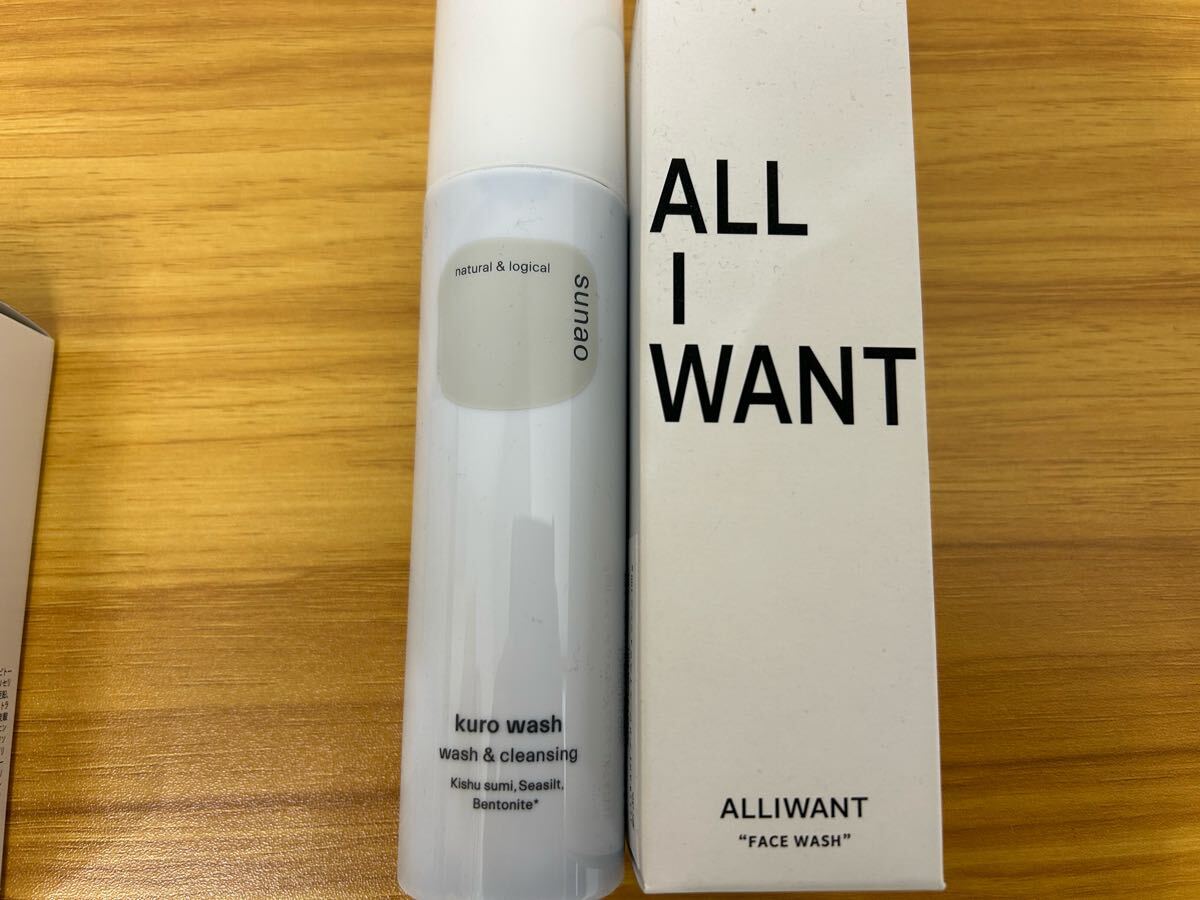 natural & logical
sunao
kuro wash
wash & cleansing
Kishu sumi, Seasilt,
Bentonite*
ALL
I
WANT
ALLIWANT
“FACE WASH”